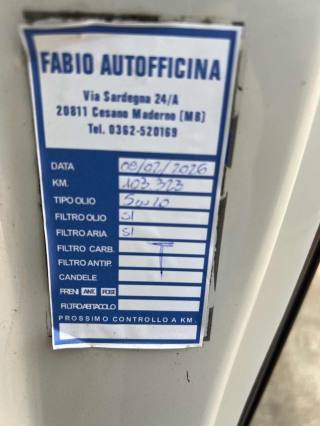 FABIO AUTOFFICINA
Via Sardegna 24/A
20811 Cesano Maderno (MB)
Tel. 0362-520169
DATA 09/02/2026
KM. 103.323
TIPO OLIO 5W40
FILTRO OLIO SI
FILTRO ARIA SI
FILTRO CARB.
FILTRO ANTIP.
CANDELE
FRENI ANT. POST.
FILTRO ABITACOLO
PROSSIMO CONTROLLO A KM.